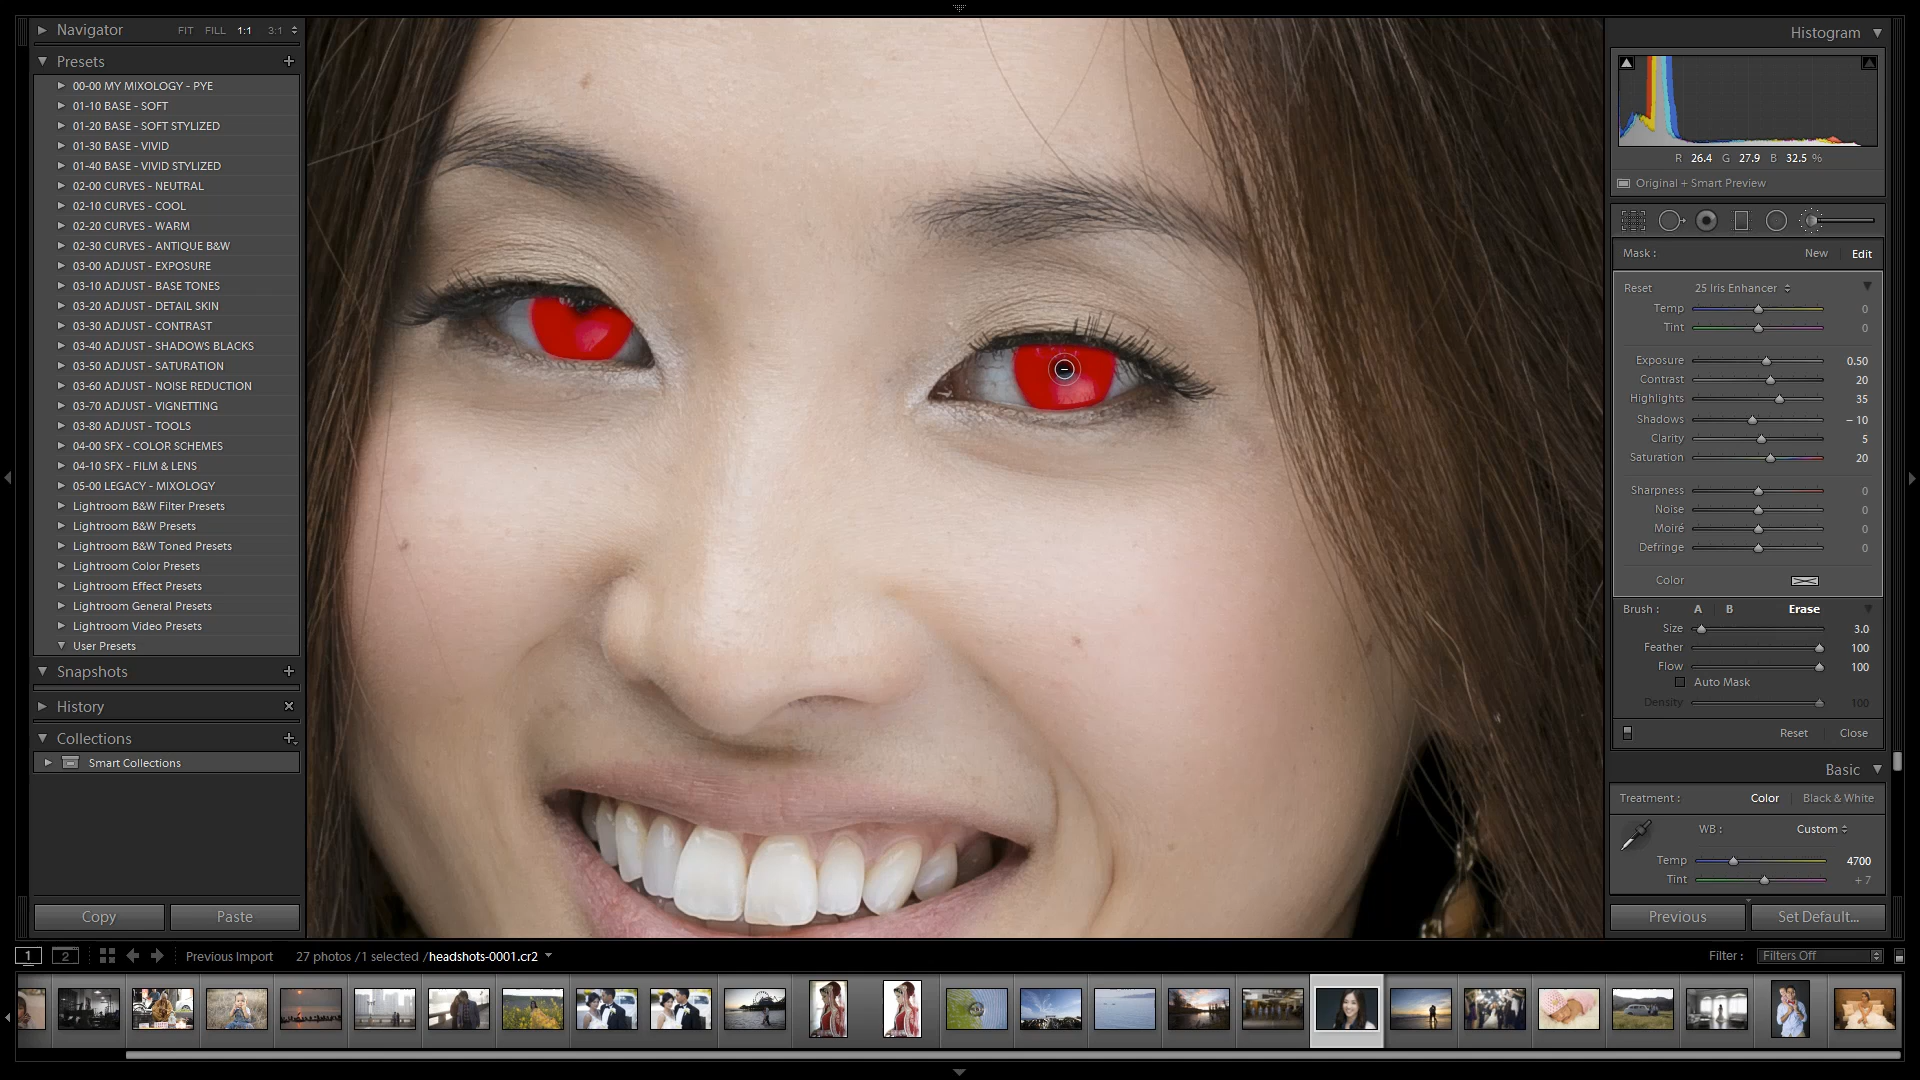 Navigator FIT FILL 1:1 3:1
Presets
00-00 MY MIXOLOGY - PYE
01-10 BASE - SOFT
01-20 BASE - SOFT STYLIZED
01-30 BASE - VIVID
01-40 BASE - VIVID STYLIZED
02-00 CURVES - NEUTRAL
02-10 CURVES - COOL
02-20 CURVES - WARM
02-30 CURVES - ANTIQUE B&W
03-00 ADJUST - EXPOSURE
03-10 ADJUST - BASE TONES
03-20 ADJUST - DETAIL SKIN
03-30 ADJUST - CONTRAST
03-40 ADJUST - SHADOWS BLACKS
03-50 ADJUST - SATURATION
03-60 ADJUST - NOISE REDUCTION
03-70 ADJUST - VIGNETTING
03-80 ADJUST - TOOLS
04-00 SFX - COLOR SCHEMES
04-10 SFX - FILM & LENS
05-00 LEGACY - MIXOLOGY
Lightroom B&W Filter Presets
Lightroom B&W Presets
Lightroom B&W Toned Presets
Lightroom Color Presets
Lightroom Effect Presets
Lightroom General Presets
Lightroom Video Presets
User Presets
Snapshots
History
Collections
Smart Collections
Copy Paste
Histogram
R 26.4 G 27.9 B 32.5 %
Original + Smart Preview
Mask : New Edit
Reset 25 Iris Enhancer
Temp 0
Tint 0
Exposure 0.50
Contrast 20
Highlights 35
Shadows – 10
Clarity 5
Saturation 20
Sharpness 0
Noise 0
Moiré 0
Defringe 0
Color
Brush : A B Erase
Size 3.0
Feather 100
Flow 100
Auto Mask
Density 100
Reset Close
Basic
Treatment : Color Black & White
WB : Custom
Temp 4700
Tint + 7
Previous Set Default...
1 2 Previous Import 27 photos / 1 selected / headshots-0001.cr2 Filter : Filters Off